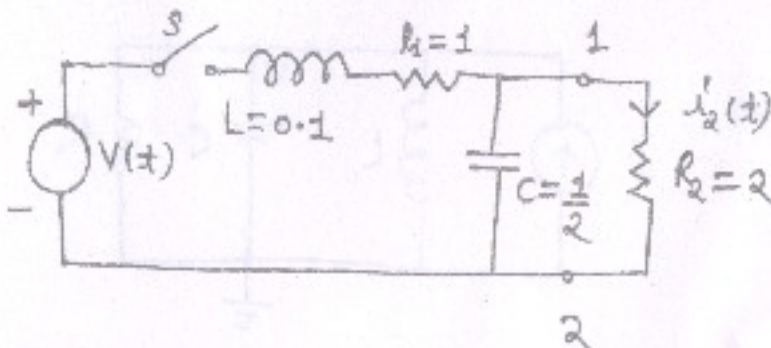 S
R₁ = 1
1
+
L = 0.1
i₂(t)
V(t)
C = 1/2
R₂ = 2
-
2